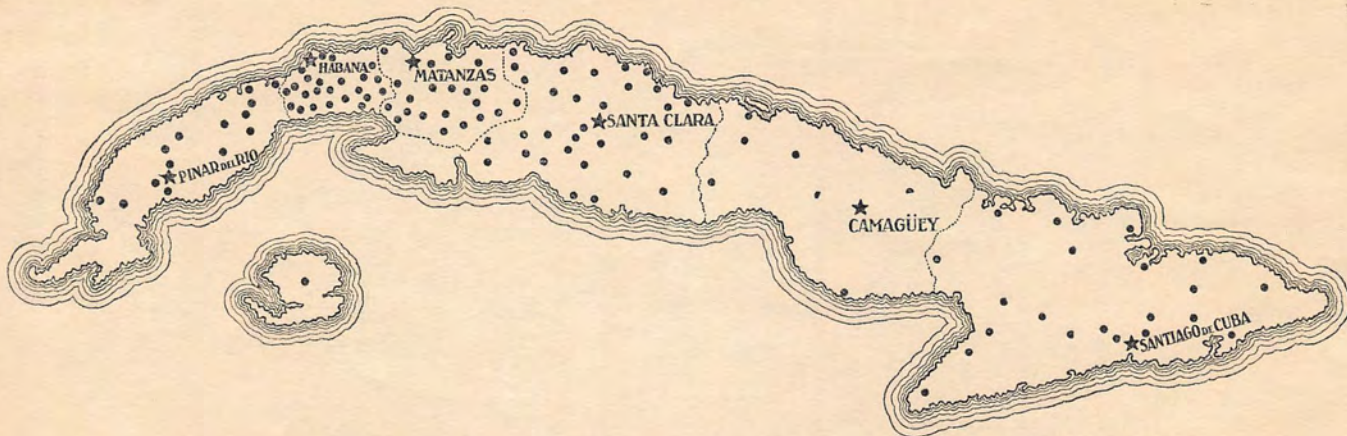 HABANA
MATANZAS
SANTA CLARA
PINAR DEL RIO
CAMAGÜEY
SANTIAGO DE CUBA